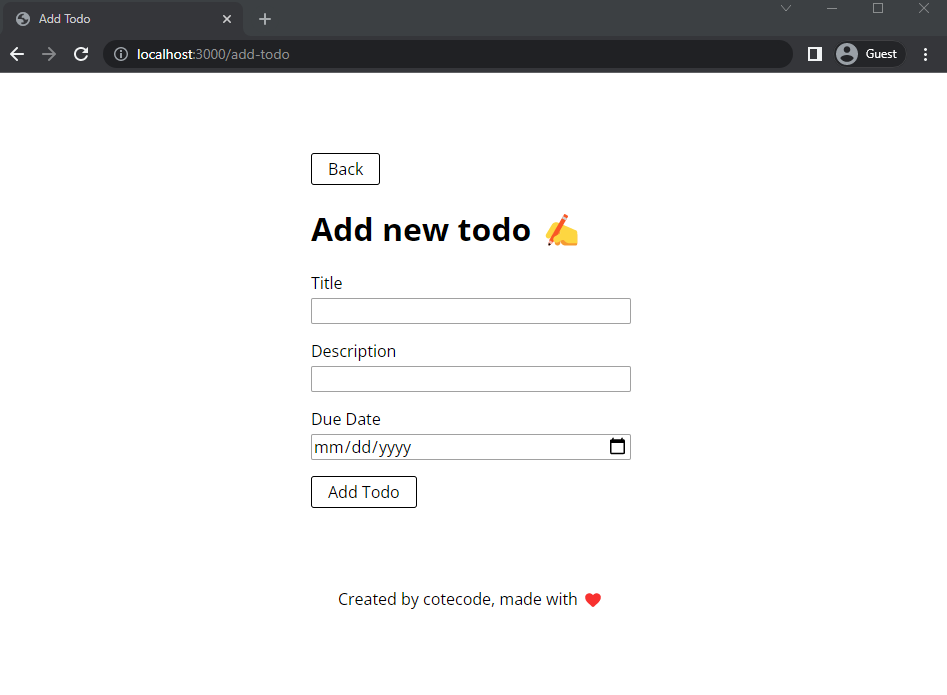 Add Todo
localhost:3000/add-todo
Guest
Back
Add new todo ✍️
Title
Description
Due Date
mm/dd/yyyy
Add Todo
Created by cotecode, made with ❤️